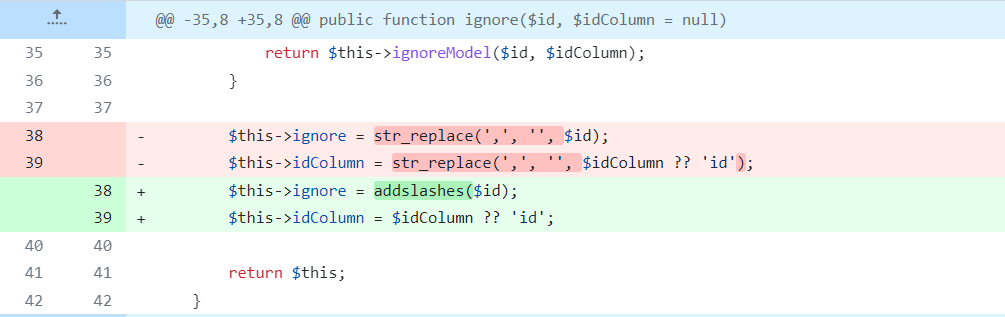 @@ -35,8 +35,8 @@ public function ignore($id, $idColumn = null)
35 35 return $this->ignoreModel($id, $idColumn);
36 36 }
37 37
38 - $this->ignore = str_replace(',', '', $id);
39 - $this->idColumn = str_replace(',', '', $idColumn ?? 'id');
38 + $this->ignore = addslashes($id);
39 + $this->idColumn = $idColumn ?? 'id';
40 40
41 41 return $this;
42 42 }